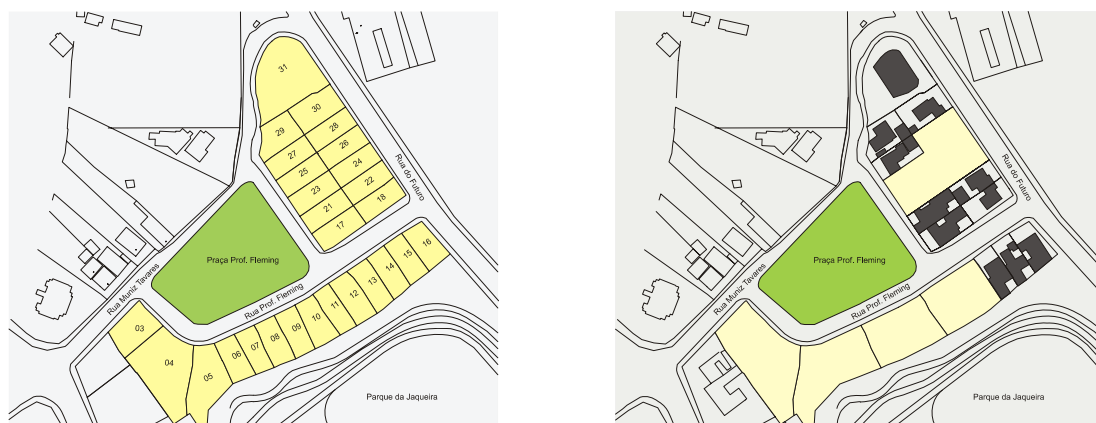 31
30
29
28
27
26
25
24
23
22
21
18
17
Rua do Futuro
Praça Prof. Fleming
Rua Muniz Tavares
Rua Prof. Fleming
16
15
14
13
12
11
10
09
08
07
06
05
03
04
Parque da Jaqueira
Rua do Futuro
Praça Prof. Fleming
Rua Muniz Tavares
Rua Prof. Fleming
Parque da Jaqueira